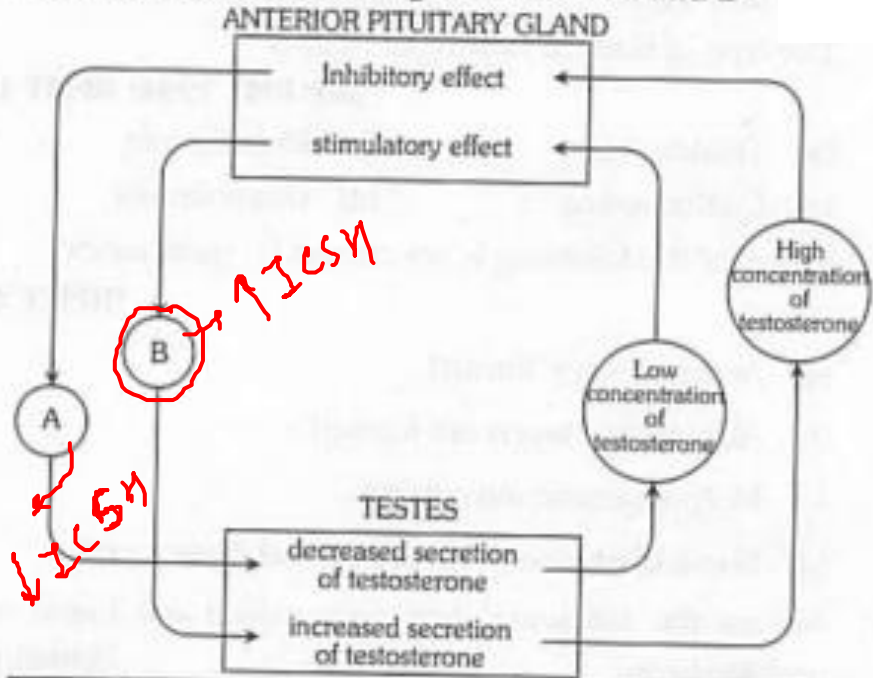 ANTERIOR PITUITARY GLAND
Inhibitory effect
stimulatory effect
High
concentration
of
testosterone
↑ICSH
B
Low
concentration
of
testosterone
A
↓ICSH
TESTES
decreased secretion
of testosterone
increased secretion
of testosterone